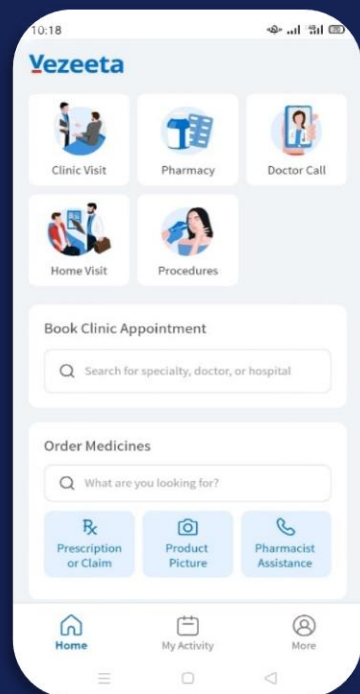 10:18
Vezeeta
Clinic Visit
Pharmacy
Doctor Call
Home Visit
Procedures
Book Clinic Appointment
Search for specialty, doctor, or hospital
Order Medicines
What are you looking for?
Prescription
or Claim
Product
Picture
Pharmacist
Assistance
Home
My Activity
More